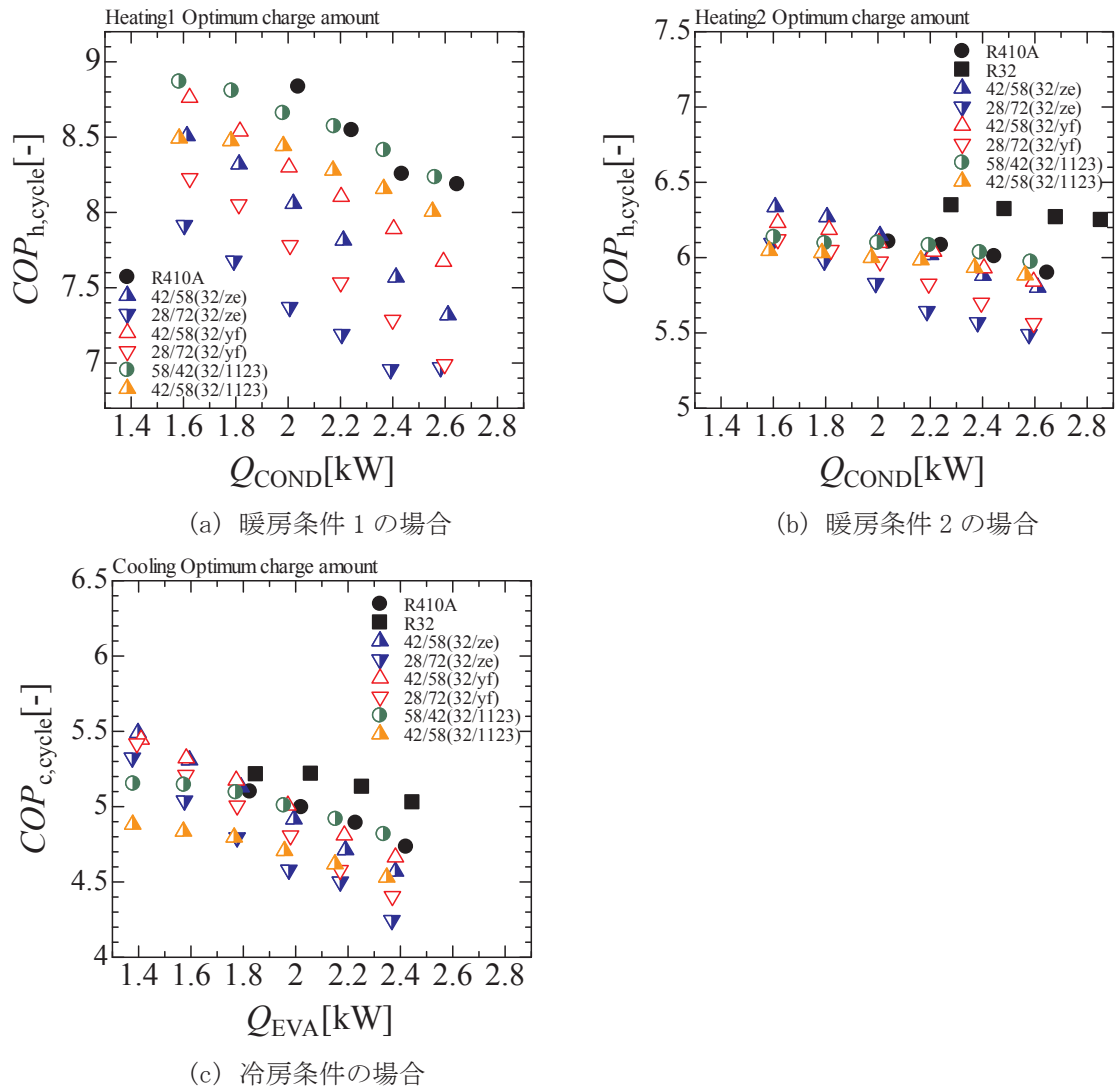 Heating1 Optimum charge amount
COP h,cycle[-]
9
8.5
8
7.5
7
R410A
42/58(32/ze)
28/72(32/ze)
42/58(32/yf)
28/72(32/yf)
58/42(32/1123)
42/58(32/1123)
1.4 1.6 1.8 2 2.2 2.4 2.6 2.8
QCOND[kW]
(a) 暖房条件 1 の場合
Heating2 Optimum charge amount
COP h,cycle[-]
7.5
7
6.5
6
5.5
5
R410A
R32
42/58(32/ze)
28/72(32/ze)
42/58(32/yf)
28/72(32/yf)
58/42(32/1123)
42/58(32/1123)
1.4 1.6 1.8 2 2.2 2.4 2.6 2.8
QCOND[kW]
(b) 暖房条件 2 の場合
Cooling Optimum charge amount
COP c,cycle[-]
6.5
6
5.5
5
4.5
4
R410A
R32
42/58(32/ze)
28/72(32/ze)
42/58(32/yf)
28/72(32/yf)
58/42(32/1123)
42/58(32/1123)
1.4 1.6 1.8 2 2.2 2.4 2.6 2.8
QEVA[kW]
(c) 冷房条件の場合